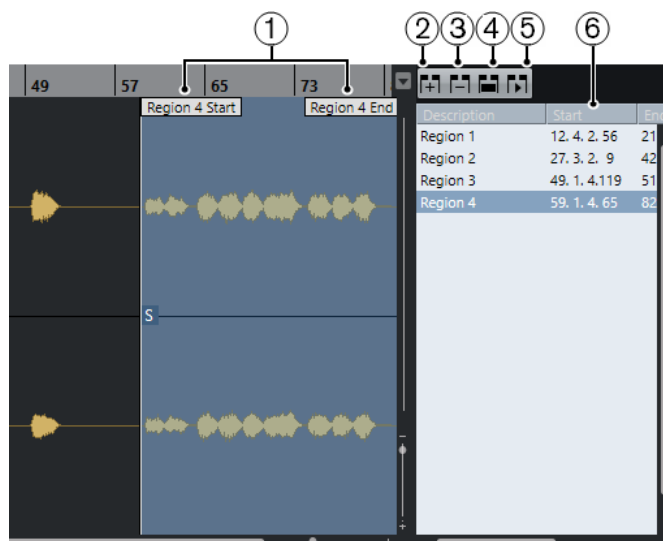 1 2 3 4 5 6
49 57 65 73
Region 4 Start Region 4 End
Description Start End
Region 1 12. 4. 2. 56 21
Region 2 27. 3. 2. 9 42
Region 3 49. 1. 4.119 51
Region 4 59. 1. 4. 65 82
S